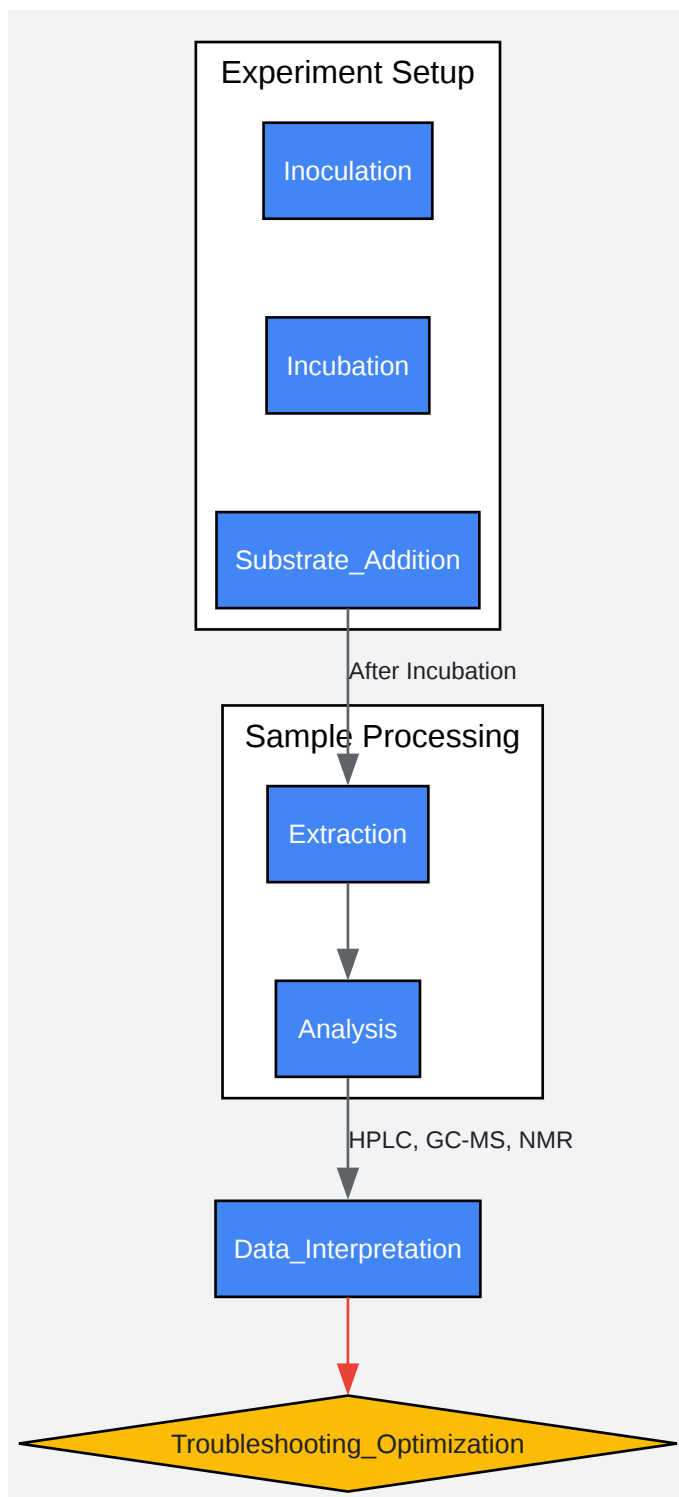 Experiment Setup
Inoculation
Incubation
Substrate_Addition
After Incubation
Sample Processing
Extraction
Analysis
HPLC, GC-MS, NMR
Data_Interpretation
Troubleshooting_Optimization